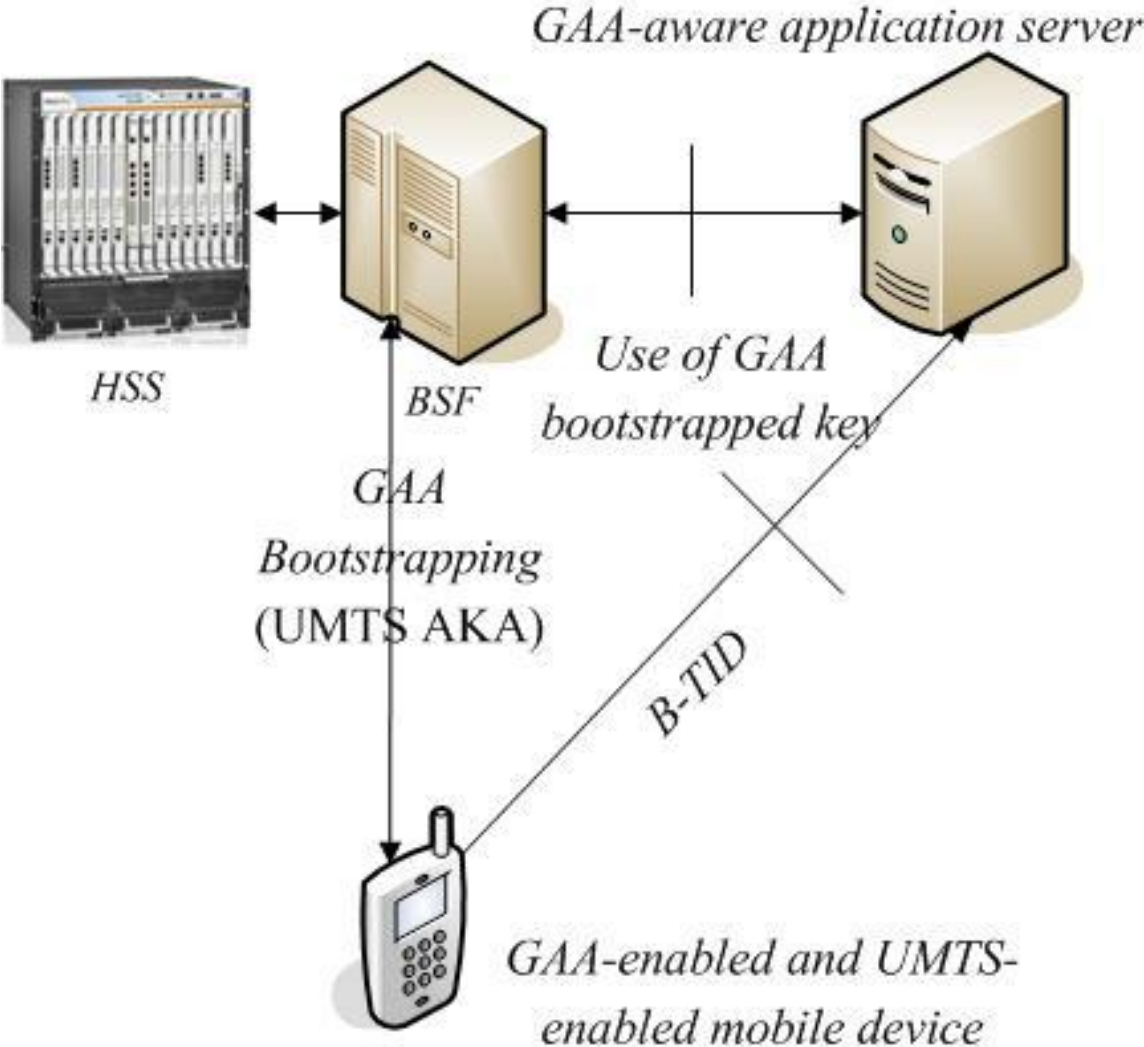 GAA-aware application server
HSS
BSF
Use of GAA
bootstrapped key
GAA
Bootstrapping
(UMTS AKA)
B-TID
GAA-enabled and UMTS-
enabled mobile device